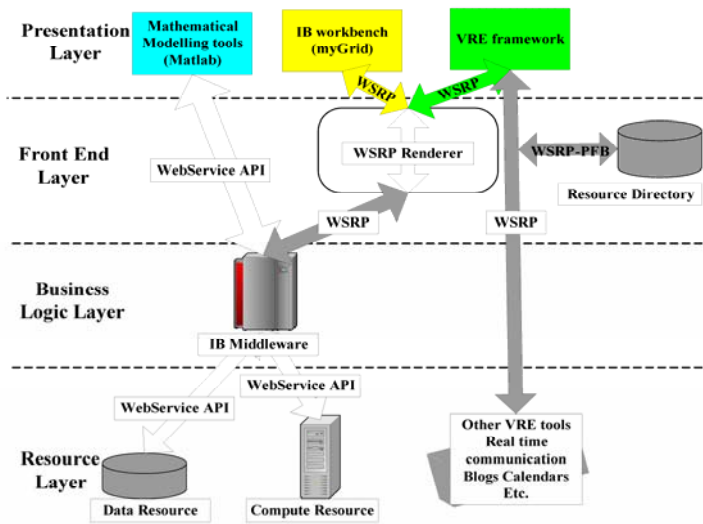 Presentation
Layer
Mathematical
Modelling tools
(Matlab)
IB workbench
(myGrid)
VRE framework
WSRP
WSRP
Front End
Layer
WSRP Renderer
WSRP-PFB
Resource Directory
WebService API
WSRP
WSRP
Business
Logic Layer
IB Middleware
WebService API
WebService API
Resource
Layer
Data Resource
Compute Resource
Other VRE tools
Real time
communication
Blogs Calendars
Etc.